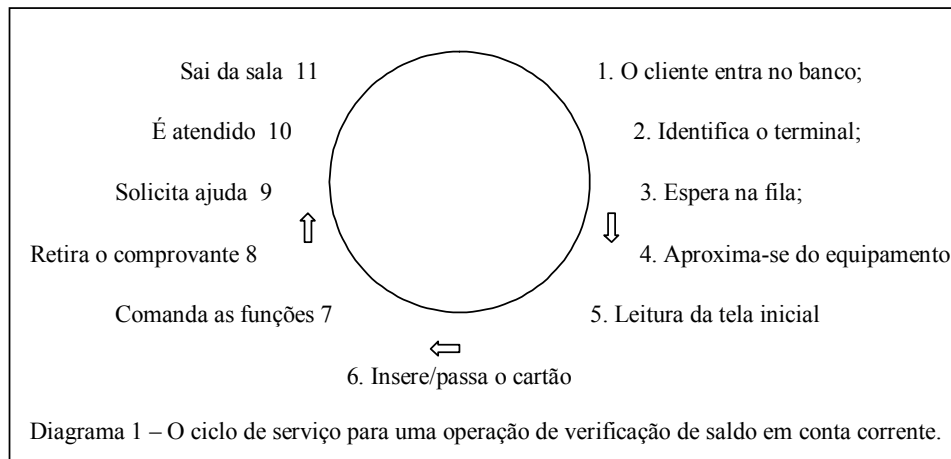 1. O cliente entra no banco;
2. Identifica o terminal;
3. Espera na fila;
4. Aproxima-se do equipamento
5. Leitura da tela inicial
6. Insere/passa o cartão
Comanda as funções 7
Retira o comprovante 8
Solicita ajuda 9
É atendido 10
Sai da sala 11
Diagrama 1 – O ciclo de serviço para uma operação de verificação de saldo em conta corrente.